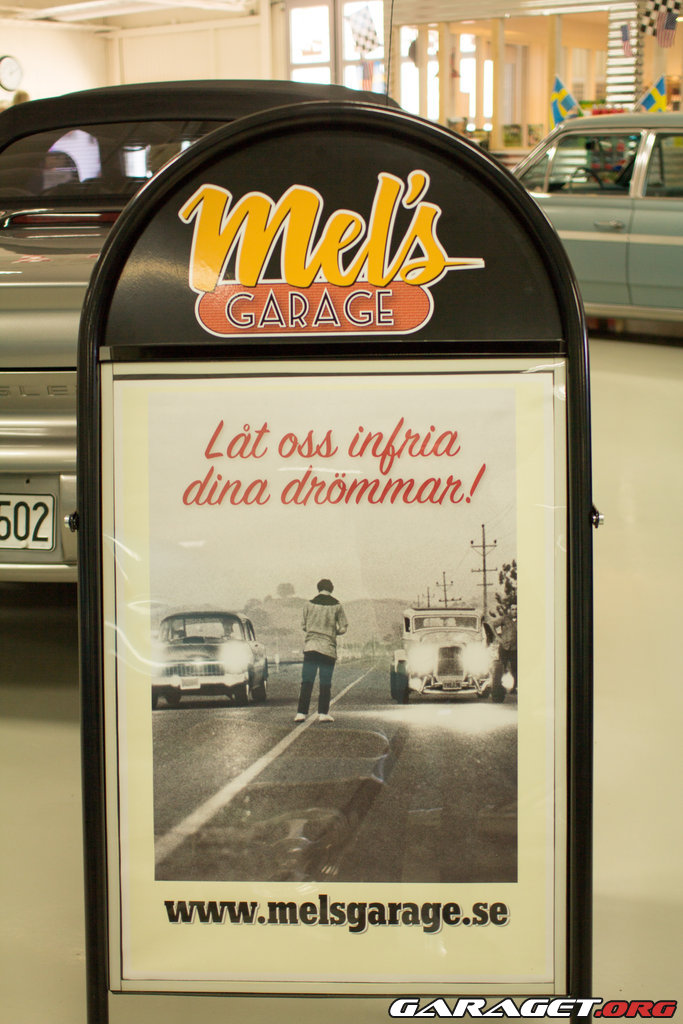 Mel's
GARAGE
Låt oss infria
dina drömmar!
502
www.melsgarage.se
GARAGET.ORG